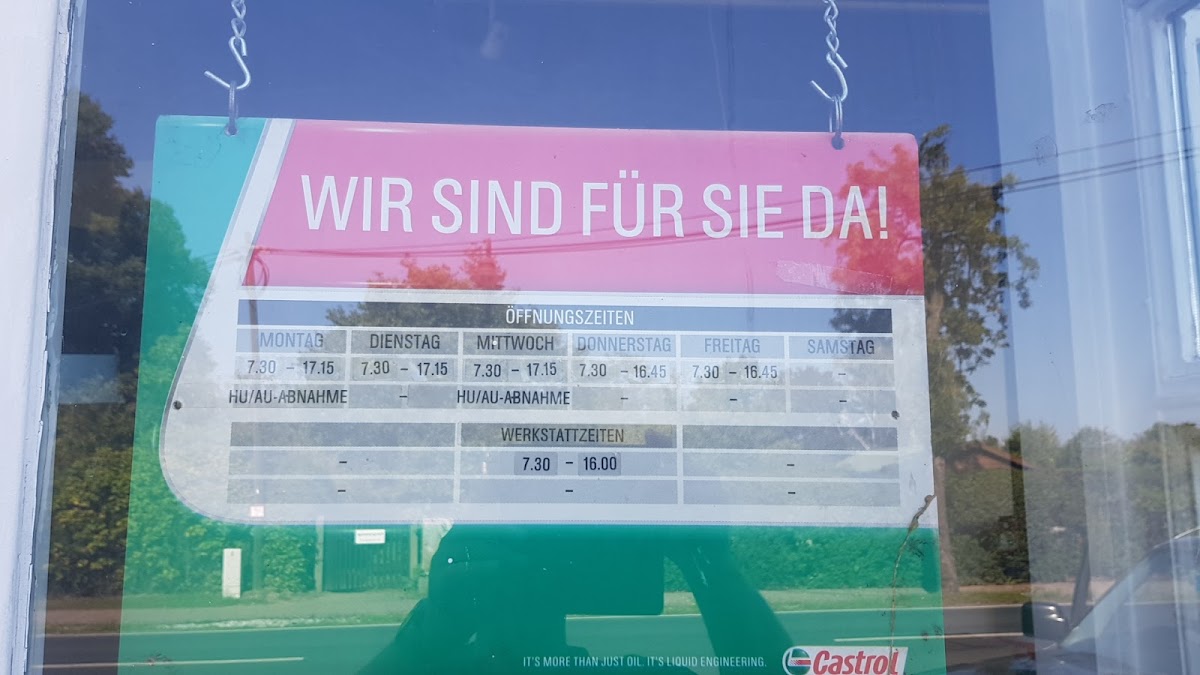 WIR SIND FÜR SIE DA!
ÖFFNUNGSZEITEN
MONTAG DIENSTAG MITTWOCH DONNERSTAG FREITAG SAMSTAG
7.30 – 17.15 7.30 – 17.15 7.30 – 17.15 7.30 – 16.45 7.30 – 16.45 –
HU/AU-ABNAHME – HU/AU-ABNAHME – – –
WERKSTATTZEITEN
– 7.30 – 16.00 –
– – –
IT'S MORE THAN JUST OIL. IT'S LIQUID ENGINEERING.
Castrol